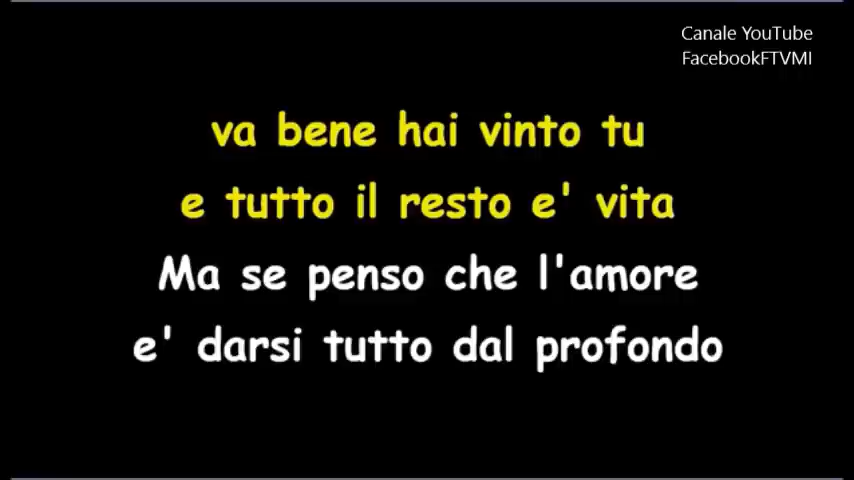 Canale YouTube
FacebookFTVMI
va bene hai vinto tu
e tutto il resto e' vita
Ma se penso che l'amore
e' darsi tutto dal profondo